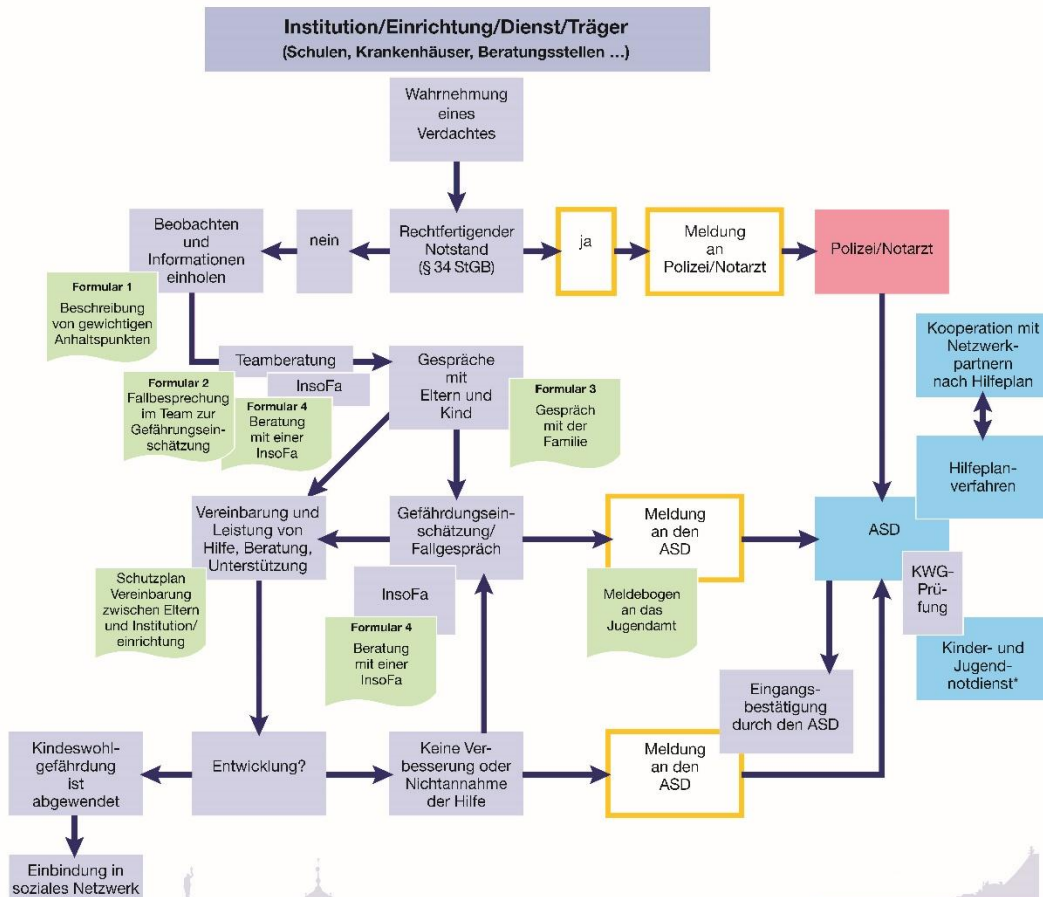 Institution/Einrichtung/Dienst/Träger
(Schulen, Krankenhäuser, Beratungsstellen ...)
Wahrnehmung
eines
Verdachtes
Beobachten
und
Informationen
einholen
nein
Rechtfertigender
Notstand
(§ 34 StGB)
ja
Meldung
an
Polizei/Notarzt
Polizei/Notarzt
Formular 1
Beschreibung
von gewichtigen
Anhaltspunkten
Teamberatung
InsoFa
Formular 2
Fallbesprechung
im Team zur
Gefährdungsein-
schätzung
Formular 4
Beratung
mit einer
InsoFa
Gespräche
mit
Eltern und
Kind
Formular 3
Gespräch
mit der
Familie
Kooperation mit
Netzwerk-
partnern
nach Hilfeplan
Hilfeplan-
verfahren
Vereinbarung und
Leistung von
Hilfe, Beratung,
Unterstützung
Gefährdungsein-
schätzung/
Fallgespräch
Meldung
an den
ASD
ASD
KWG-
Prü-
fung
Schutzplan
Vereinbarung
zwischen Eltern
und Institution/
einrichtung
InsoFa
Formular 4
Beratung
mit einer
InsoFa
Meldebogen
an das
Jugendamt
Kinder- und
Jugend-
notdienst*
Eingangs-
bestätigung
durch den ASD
Kindeswohl-
gefährdung
ist
abgewendet
Entwicklung?
Keine Ver-
besserung oder
Nichtannahme
der Hilfe
Meldung
an den
ASD
Einbindung in
soziales Netzwerk